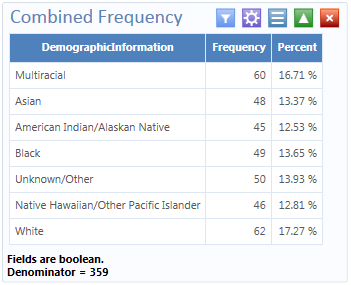 Combined Frequency
DemographicInformation Frequency Percent
Multiracial 60 16.71 %
Asian 48 13.37 %
American Indian/Alaskan Native 45 12.53 %
Black 49 13.65 %
Unknown/Other 50 13.93 %
Native Hawaiian/Other Pacific Islander 46 12.81 %
White 62 17.27 %
Fields are boolean.
Denominator = 359